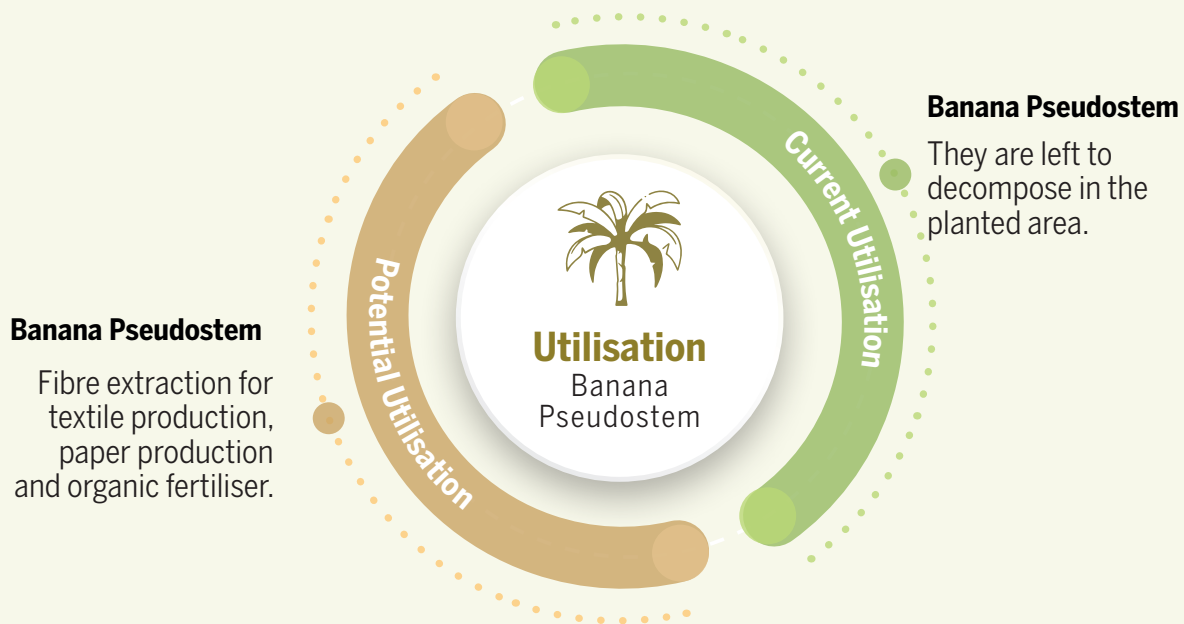 Banana Pseudostem
They are left to
decompose in the
planted area.
Current Utilisation
Utilisation
Banana
Pseudostem
Potential Utilisation
Banana Pseudostem
Fibre extraction for
textile production,
paper production
and organic fertiliser.